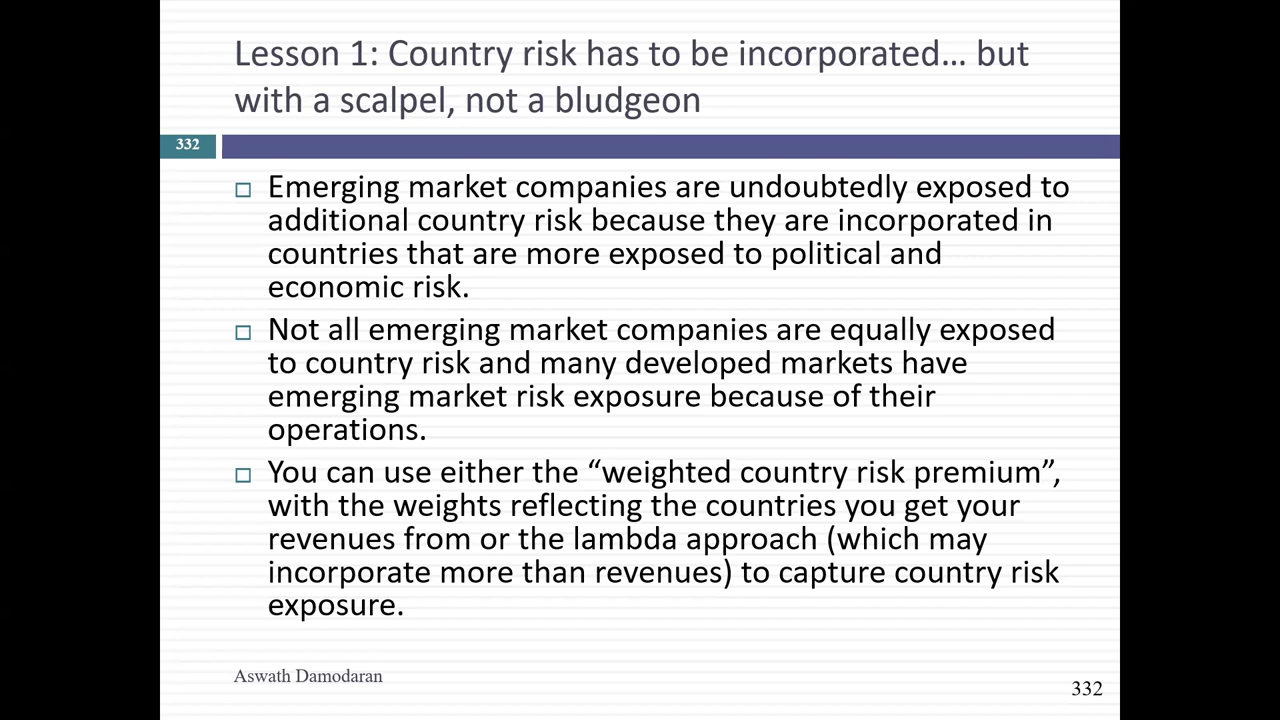 Lesson 1: Country risk has to be incorporated… but
with a scalpel, not a bludgeon
332
Emerging market companies are undoubtedly exposed to
additional country risk because they are incorporated in
countries that are more exposed to political and
economic risk.
Not all emerging market companies are equally exposed
to country risk and many developed markets have
emerging market risk exposure because of their
operations.
You can use either the “weighted country risk premium”,
with the weights reflecting the countries you get your
revenues from or the lambda approach (which may
incorporate more than revenues) to capture country risk
exposure.
Aswath Damodaran
332